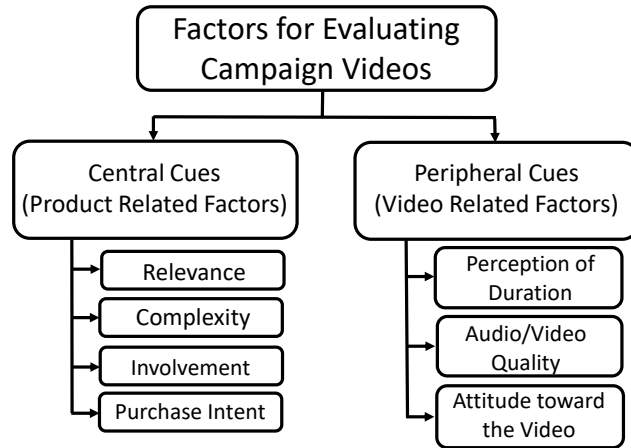 Factors for Evaluating
Campaign Videos
Central Cues
(Product Related Factors)
Relevance
Complexity
Involvement
Purchase Intent
Peripheral Cues
(Video Related Factors)
Perception of
Duration
Audio/Video
Quality
Attitude toward
the Video